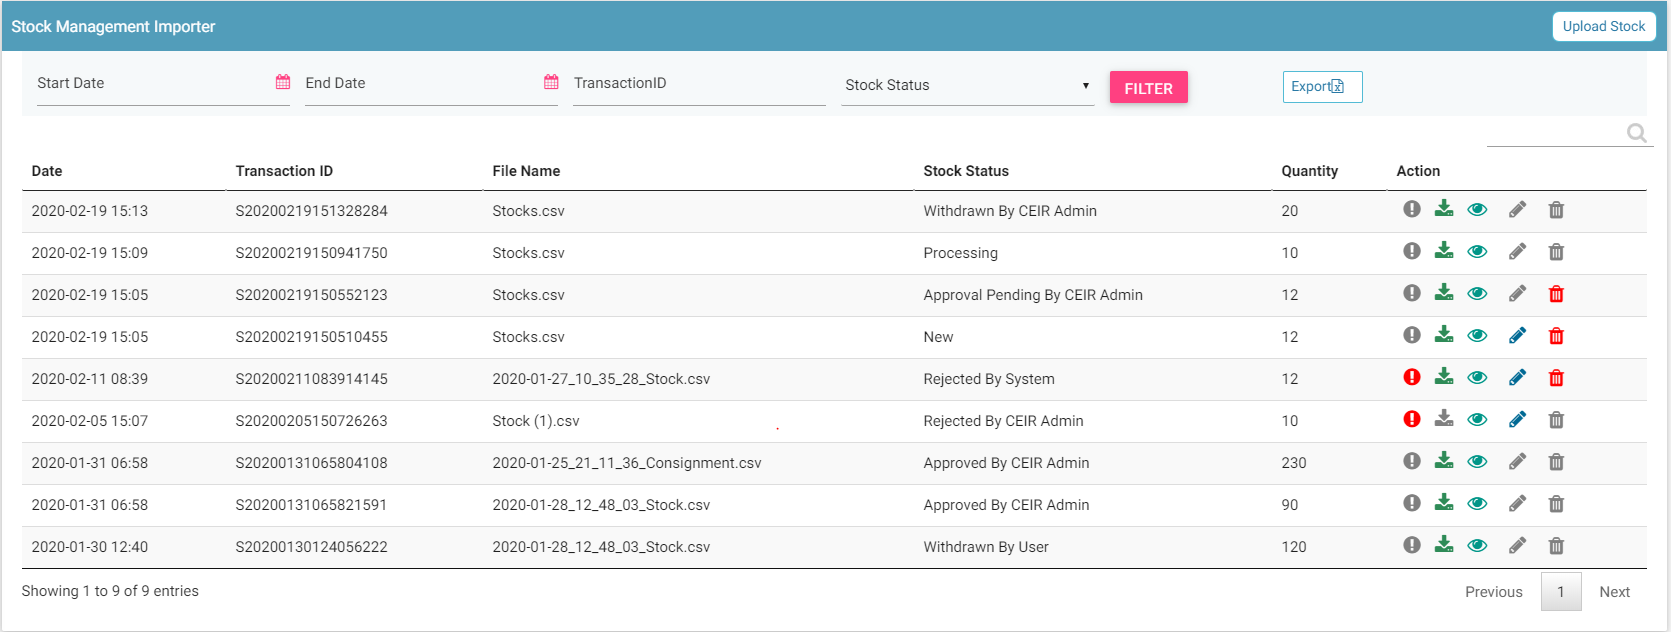 Stock Management Importer Upload Stock
Start Date End Date TransactionID Stock Status FILTER Export
Date Transaction ID File Name Stock Status Quantity Action
2020-02-19 15:13 S20200219151328284 Stocks.csv Withdrawn By CEIR Admin 20
2020-02-19 15:09 S20200219150941750 Stocks.csv Processing 10
2020-02-19 15:05 S20200219150552123 Stocks.csv Approval Pending By CEIR Admin 12
2020-02-19 15:05 S20200219150510455 Stocks.csv New 12
2020-02-11 08:39 S20200211083914145 2020-01-27_10_35_28_Stock.csv Rejected By System 12
2020-02-05 15:07 S20200205150726263 Stock (1).csv Rejected By CEIR Admin 10
2020-01-31 06:58 S20200131065804108 2020-01-25_21_11_36_Consignment.csv Approved By CEIR Admin 230
2020-01-31 06:58 S20200131065821591 2020-01-28_12_48_03_Stock.csv Approved By CEIR Admin 90
2020-01-30 12:40 S20200130124056222 2020-01-28_12_48_03_Stock.csv Withdrawn By User 120
Showing 1 to 9 of 9 entries Previous 1 Next